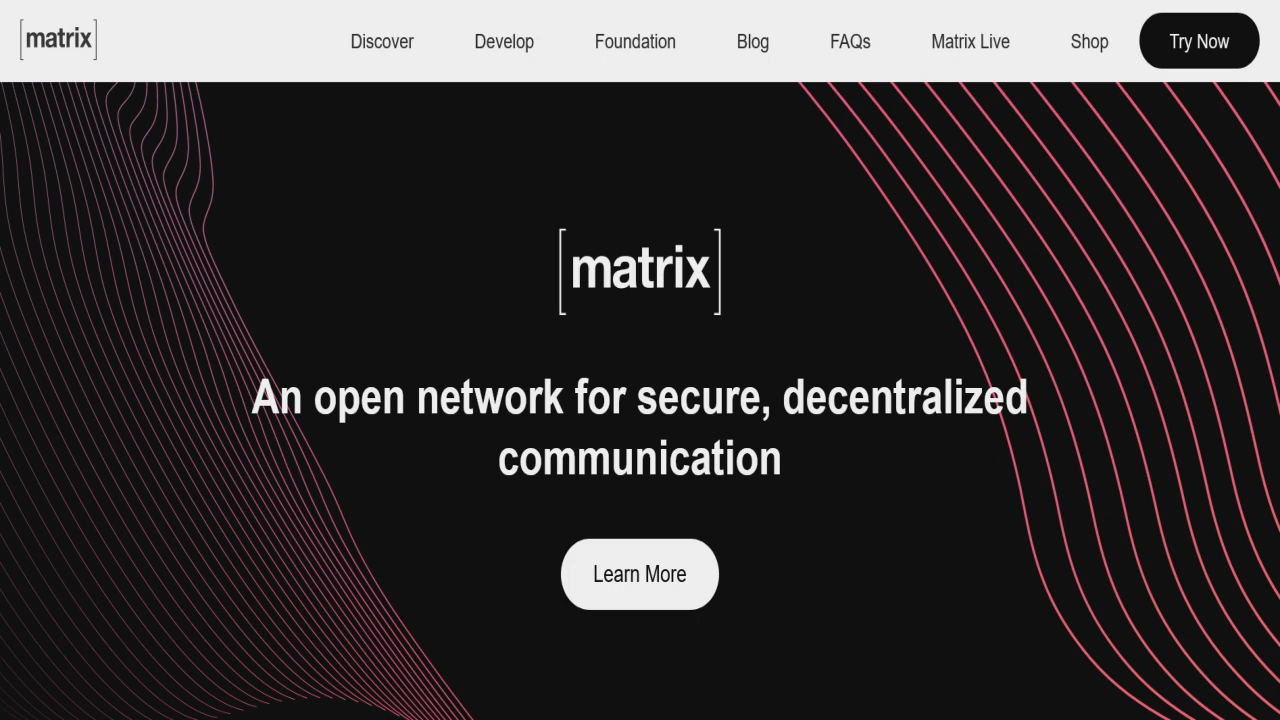 [matrix]
Discover Develop Foundation Blog FAQs Matrix Live Shop Try Now
[matrix]
An open network for secure, decentralized
communication
Learn More